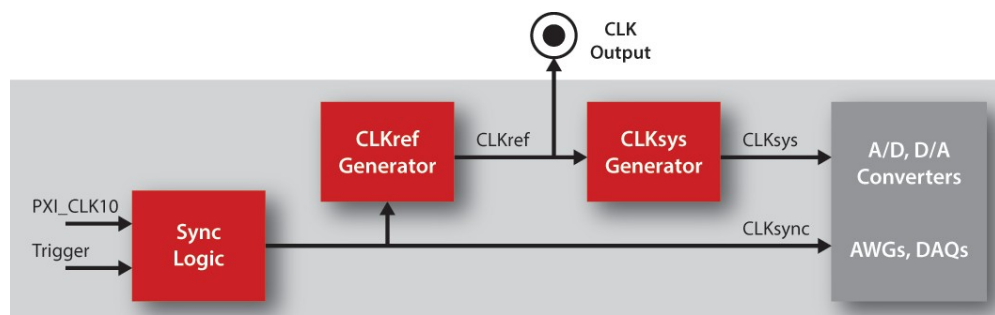 CLK
Output
CLKref
Generator
CLKref
CLKsys
Generator
CLKsys
A/D, D/A
Converters
PXI_CLK10
Trigger
Sync
Logic
CLKsync
AWGs, DAQs